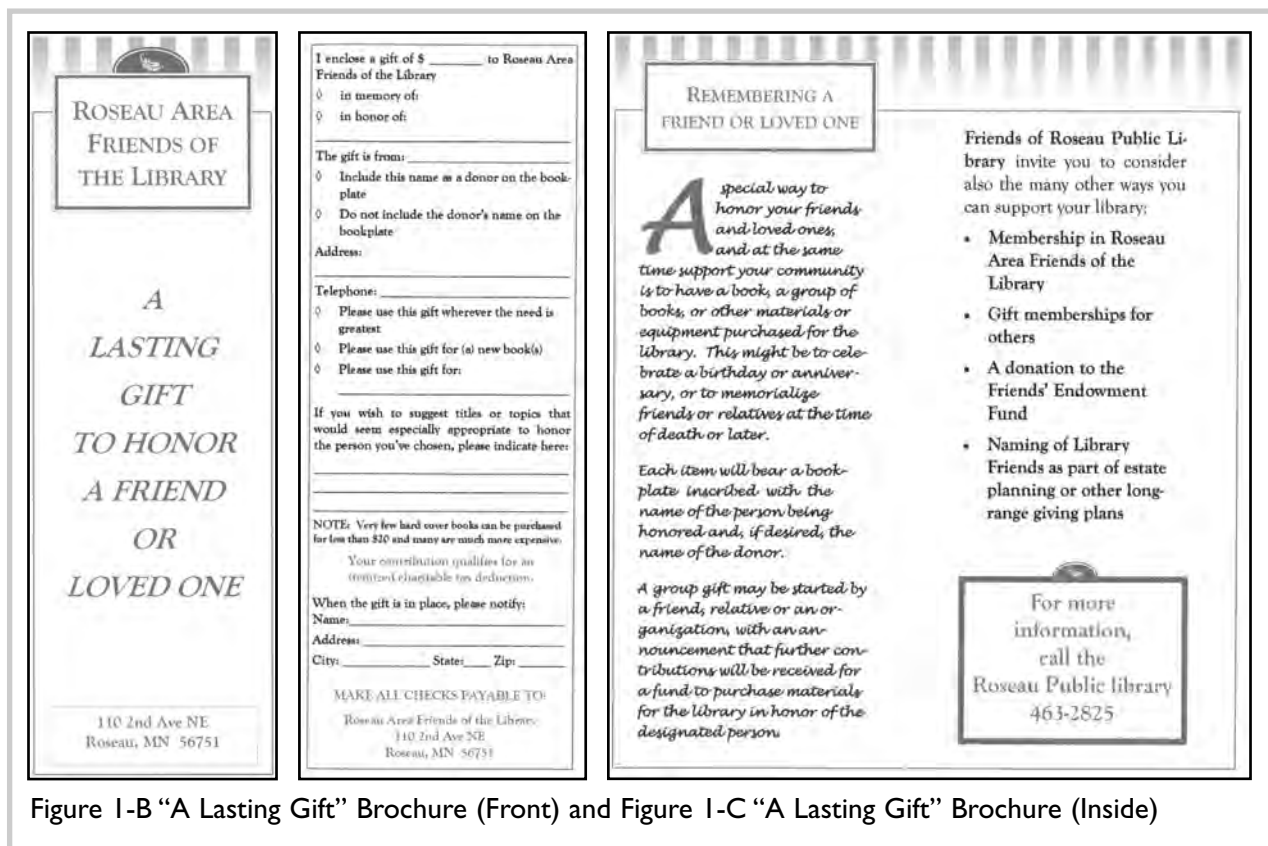 ROSEAU AREA
FRIENDS OF
THE LIBRARY
A
LASTING
GIFT
TO HONOR
A FRIEND
OR
LOVED ONE
110 2nd Ave NE
Roseau, MN 56751
I enclose a gift of $ ________ to Roseau Area
Friends of the Library
◊ in memory of:
◊ in honor of:
The gift is from:
◊ Include this name as a donor on the book-
plate
◊ Do not include the donor's name on the
bookplate
Address:
Telephone:
◊ Please use this gift wherever the need is
greatest
◊ Please use this gift for (a) new book(s)
◊ Please use this gift for:
If you wish to suggest titles or topics that
would seem especially appropriate to honor
the person you've chosen, please indicate here:
NOTE: Very few hard cover books can be purchased
for less than $20 and many are much more expensive.
Your contribution qualifies for an
itemized charitable tax deduction.
When the gift is in place, please notify:
Name:
Address:
City: ________ State: ____ Zip: ______
MAKE ALL CHECKS PAYABLE TO:
Roseau Area Friends of the Library
110 2nd Ave NE
Roseau, MN 56751
REMEMBERING A
FRIEND OR LOVED ONE
A special way to
honor your friends
and loved ones,
and at the same
time support your community
is to have a book, a group of
books, or other materials or
equipment purchased for the
library. This might be to cele-
brate a birthday or anniver-
sary, or to memorialize
friends or relatives at the time
of death or later.
Each item will bear a book-
plate inscribed with the
name of the person being
honored and, if desired, the
name of the donor.
A group gift may be started by
a friend, relative or an or-
ganization, with an an-
nouncement that further con-
tributions will be received for
a fund to purchase materials
for the library in honor of the
designated person.
Friends of Roseau Public Li-
brary invite you to consider
also the many other ways you
can support your library:
• Membership in Roseau
Area Friends of the
Library
• Gift memberships for
others
• A donation to the
Friends' Endowment
Fund
• Naming of Library
Friends as part of estate
planning or other long-
range giving plans
For more
information,
call the
Roseau Public library
463-2825
Figure 1-B "A Lasting Gift" Brochure (Front) and Figure 1-C "A Lasting Gift" Brochure (Inside)